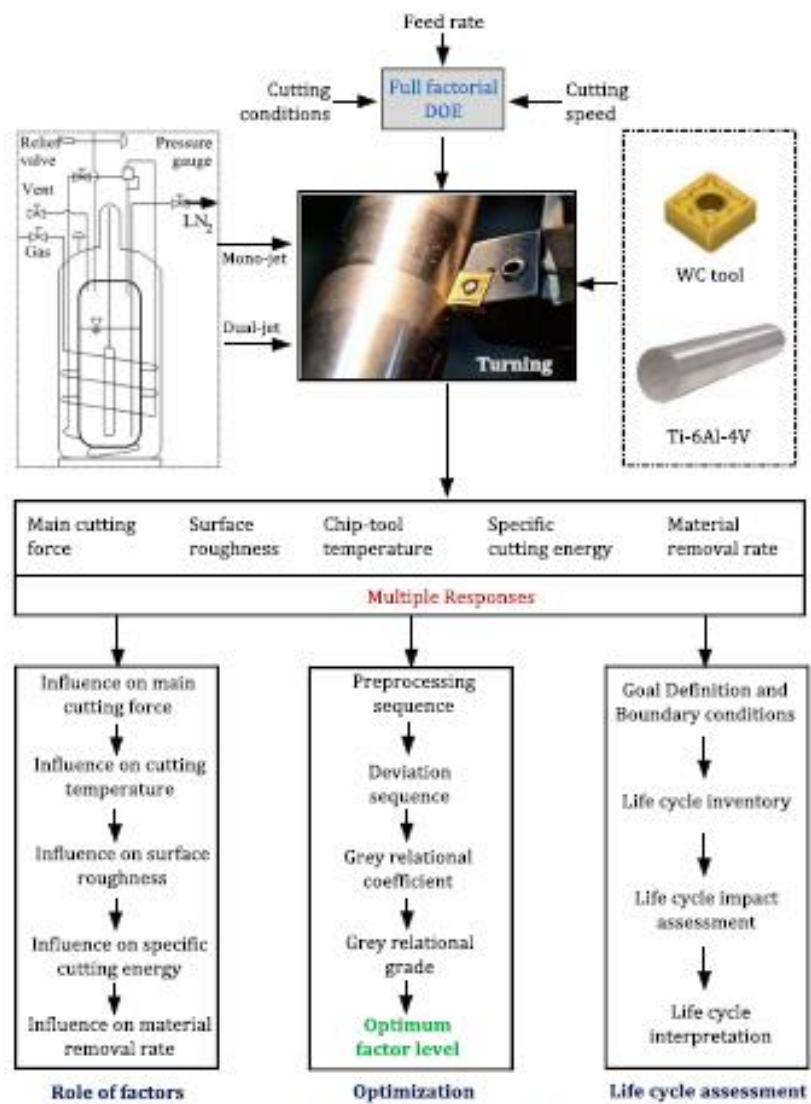 Feed rate
Cutting
conditions
Full factorial
DOE
Cutting
speed
Relief
valve
Pressure
gauge
Vent
LN2
Gas
Mono-jet
Dual-jet
Turning
WC tool
Ti-6Al-4V
Main cutting
force
Surface
roughness
Chip-tool
temperature
Specific
cutting energy
Material
removal rate
Multiple Responses
Influence on main
cutting force
Influence on cutting
temperature
Influence on surface
roughness
Influence on specific
cutting energy
Influence on material
removal rate
Role of factors
Preprocessing
sequence
Deviation
sequence
Grey relational
coefficient
Grey relational
grade
Optimum
factor level
Optimization
Goal Definition and
Boundary conditions
Life cycle inventory
Life cycle impact
assessment
Life cycle
interpretation
Life cycle assessment